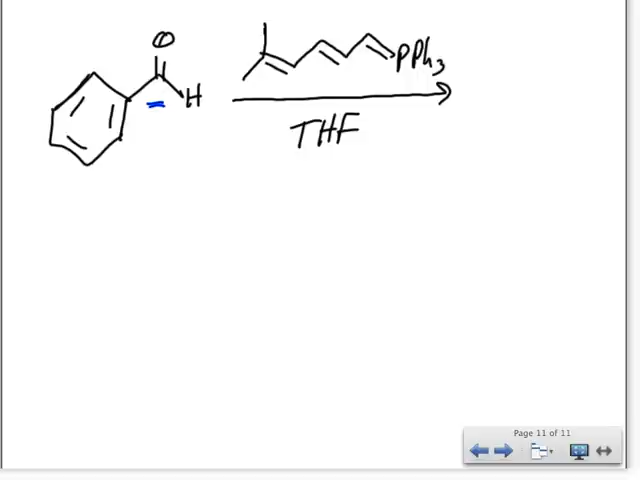 O
H
PPh3
THF
Page 11 of 11